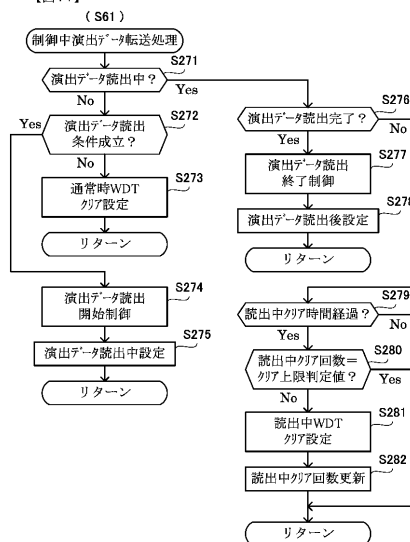 (S61)
制御中演出データ転送処理
S271
演出データ読出中？
Yes
No
S272
Yes
演出データ読出
条件成立？
No
S273
通常時WDT
クリア設定
リターン
S274
演出データ読出
開始制御
S275
演出データ読出中設定
リターン
S276
演出データ読出完了？
No
Yes
S277
演出データ読出
終了制御
S278
演出データ読出後設定
リターン
S279
読出中クリア時間経過？
No
Yes
S280
読出中クリア回数＝
クリア上限判定値？
Yes
No
S281
読出中WDT
クリア設定
S282
読出中クリア回数更新
リターン